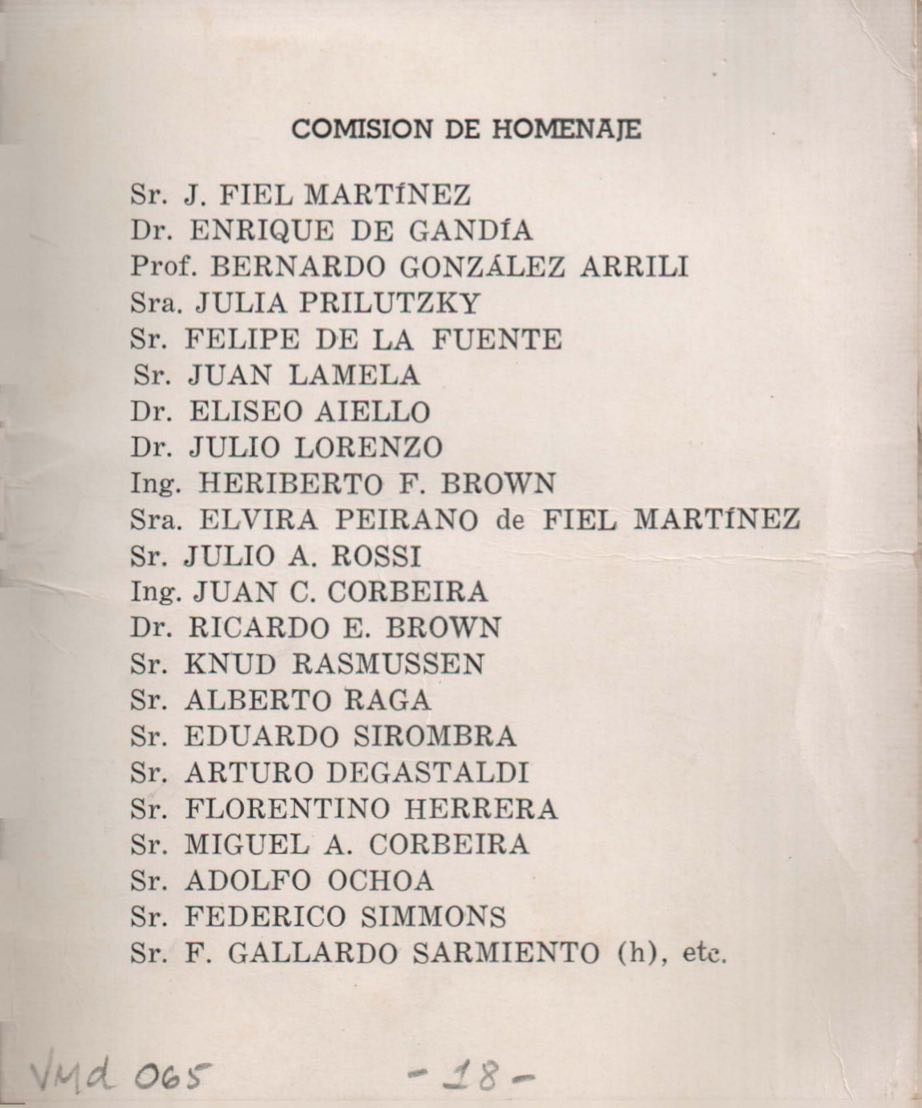 COMISION DE HOMENAJE
Sr. J. FIEL MARTÍNEZ
Dr. ENRIQUE DE GANDÍA
Prof. BERNARDO GONZÁLEZ ARRILI
Sra. JULIA PRILUTZKY
Sr. FELIPE DE LA FUENTE
Sr. JUAN LAMELA
Dr. ELISEO AIELLO
Dr. JULIO LORENZO
Ing. HERIBERTO F. BROWN
Sra. ELVIRA PEIRANO de FIEL MARTÍNEZ
Sr. JULIO A. ROSSI
Ing. JUAN C. CORBEIRA
Dr. RICARDO E. BROWN
Sr. KNUD RASMUSSEN
Sr. ALBERTO RAGA
Sr. EDUARDO SIROMBRA
Sr. ARTURO DEGASTALDI
Sr. FLORENTINO HERRERA
Sr. MIGUEL A. CORBEIRA
Sr. ADOLFO OCHOA
Sr. FEDERICO SIMMONS
Sr. F. GALLARDO SARMIENTO (h), etc.
VMd 065 - 18 -